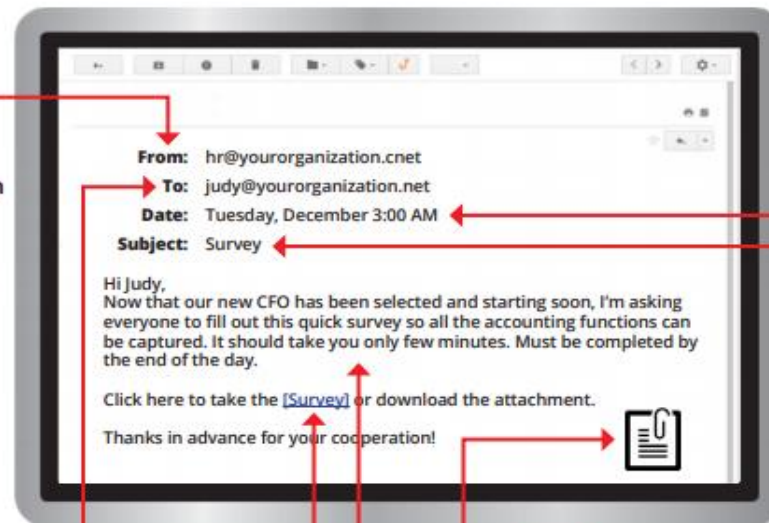 From: hr@yourorganization.cnet
To: judy@yourorganization.net
Date: Tuesday, December 3:00 AM
Subject: Survey
Hi Judy,
Now that our new CFO has been selected and starting soon, I'm asking
everyone to fill out this quick survey so all the accounting functions can
be captured. It should take you only few minutes. Must be completed by
the end of the day.
Click here to take the [Survey] or download the attachment.
Thanks in advance for your cooperation!